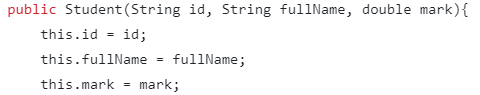 public Student(String id, String fullName, double mark){
    this.id = id;
    this.fullName = fullName;
    this.mark = mark;